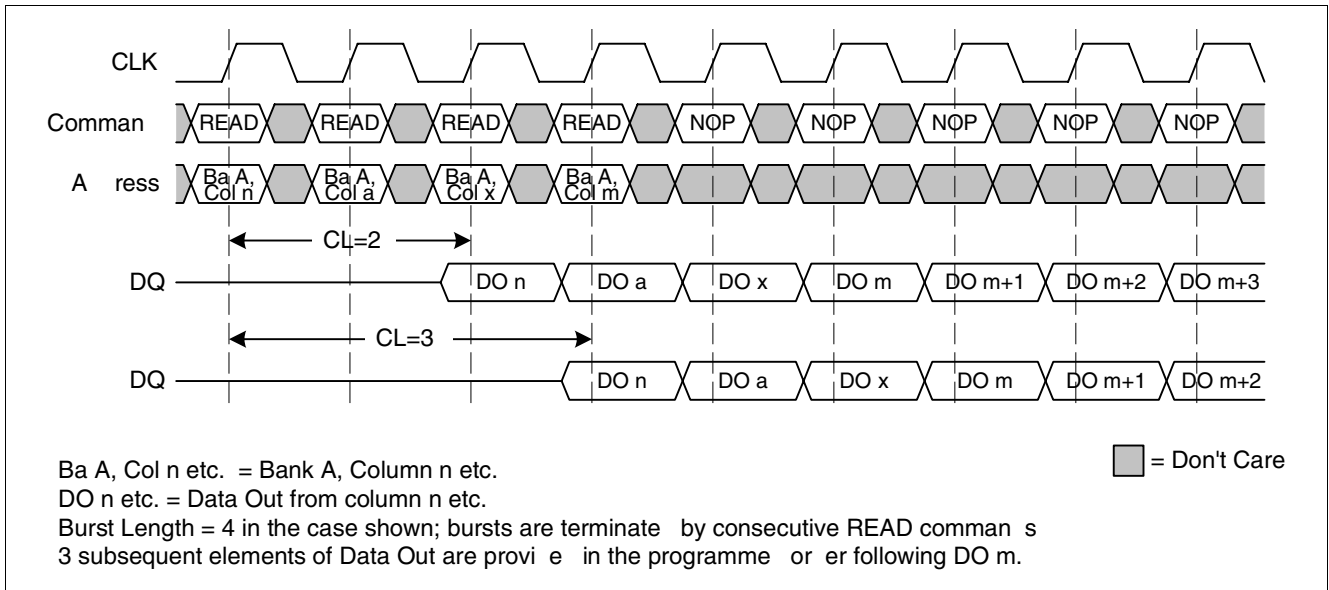 CLK
Comman READ READ READ READ NOP NOP NOP NOP NOP
A ress Ba A, Col n Ba A, Col a Ba A, Col x Ba A, Col m
CL=2
DQ DO n DO a DO x DO m DO m+1 DO m+2 DO m+3
CL=3
DQ DO n DO a DO x DO m DO m+1 DO m+2
Ba A, Col n etc. = Bank A, Column n etc.
= Don't Care
DO n etc. = Data Out from column n etc.
Burst Length = 4 in the case shown; bursts are terminate by consecutive READ comman s
3 subsequent elements of Data Out are provi e in the programme or er following DO m.